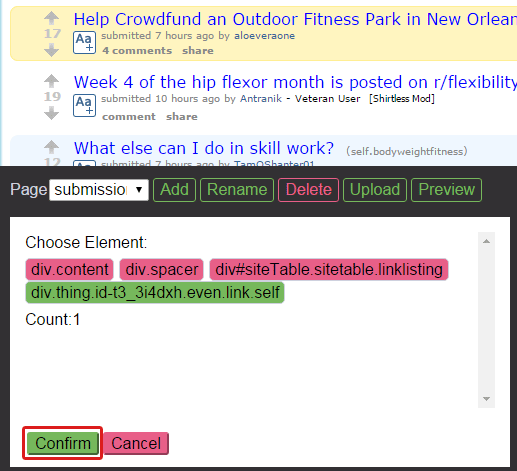 Help Crowdfund an Outdoor Fitness Park in New Orlean
17
Aa+
submitted 7 hours ago by aloeveraone
4 comments share
Week 4 of the hip flexor month is posted on r/flexibility
19
Aa+
submitted 10 hours ago by Antranik - Veteran User [Shirtless Mod]
comment share
What else can I do in skill work? (self.bodyweightfitness)
12
submitted 7 hours ago by TamOShanter01
Page submission Add Rename Delete Upload Preview
Choose Element:
div.content div.spacer div#siteTable.sitetable.linklisting
div.thing.id-t3_3i4dxh.even.link.self
Count:1
Confirm Cancel